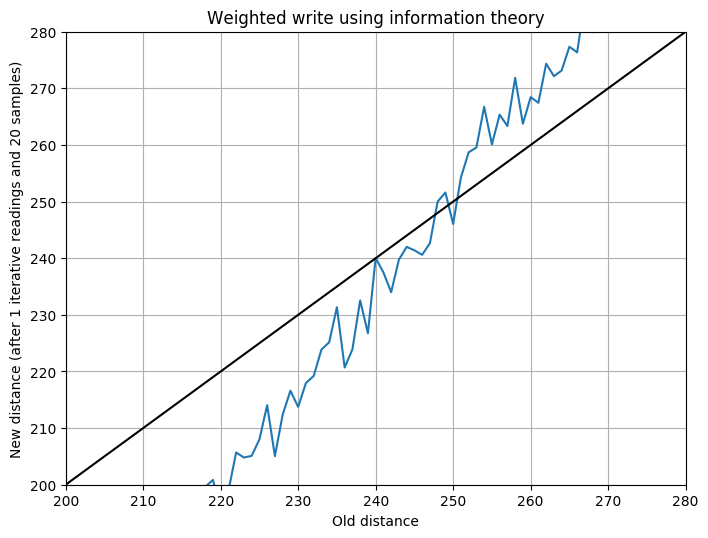 Weighted write using information theory
New distance (after 1 iterative readings and 20 samples)
280
270
260
250
240
230
220
210
200
200 210 220 230 240 250 260 270 280
Old distance